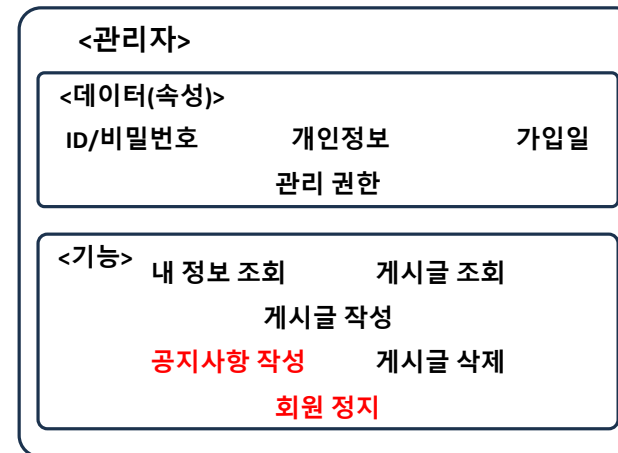 <관리자>
<데이터(속성)>
ID/비밀번호 개인정보 가입일
관리 권한
<기능>
내 정보 조회 게시글 조회
게시글 작성
공지사항 작성 게시글 삭제
회원 정지